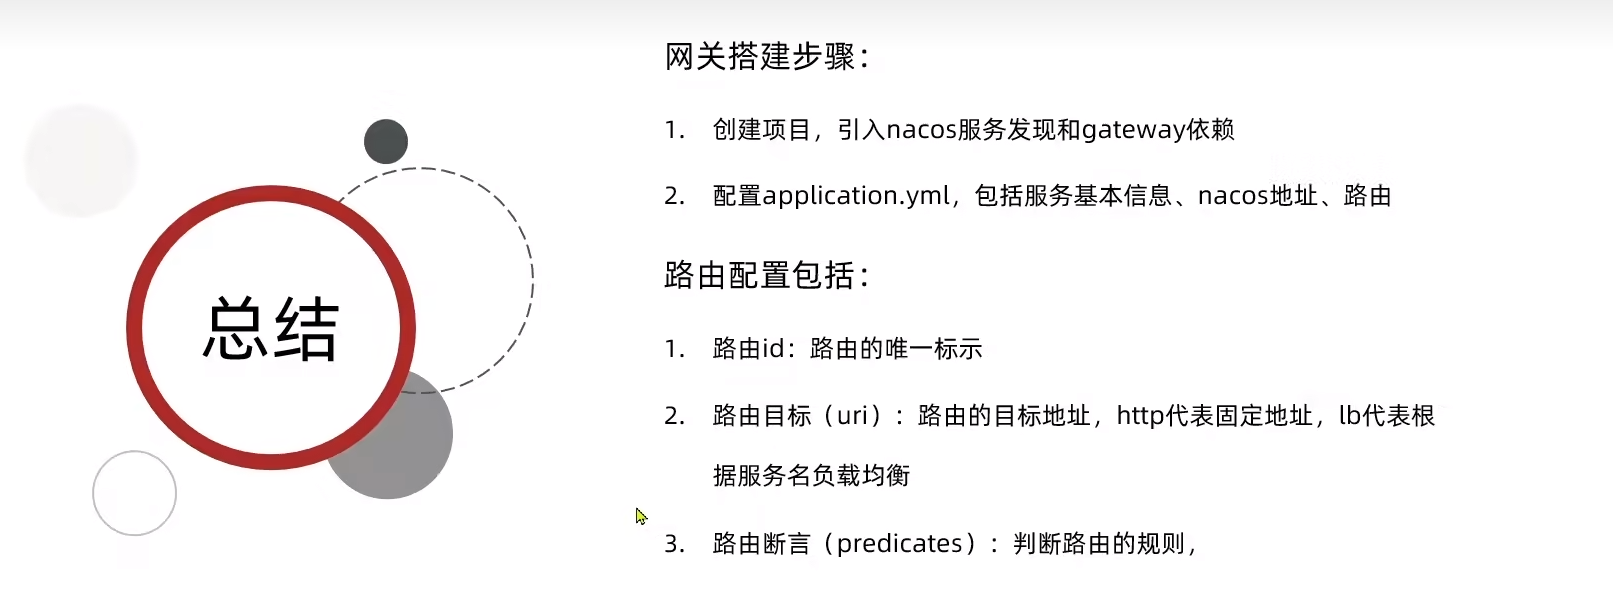 总结
网关搭建步骤：
1. 创建项目，引入nacos服务发现和gateway依赖
2. 配置application.yml，包括服务基本信息、nacos地址、路由
路由配置包括：
1. 路由id：路由的唯一标示
2. 路由目标（uri）：路由的目标地址，http代表固定地址，lb代表根
据服务名负载均衡
3. 路由断言（predicates）：判断路由的规则，